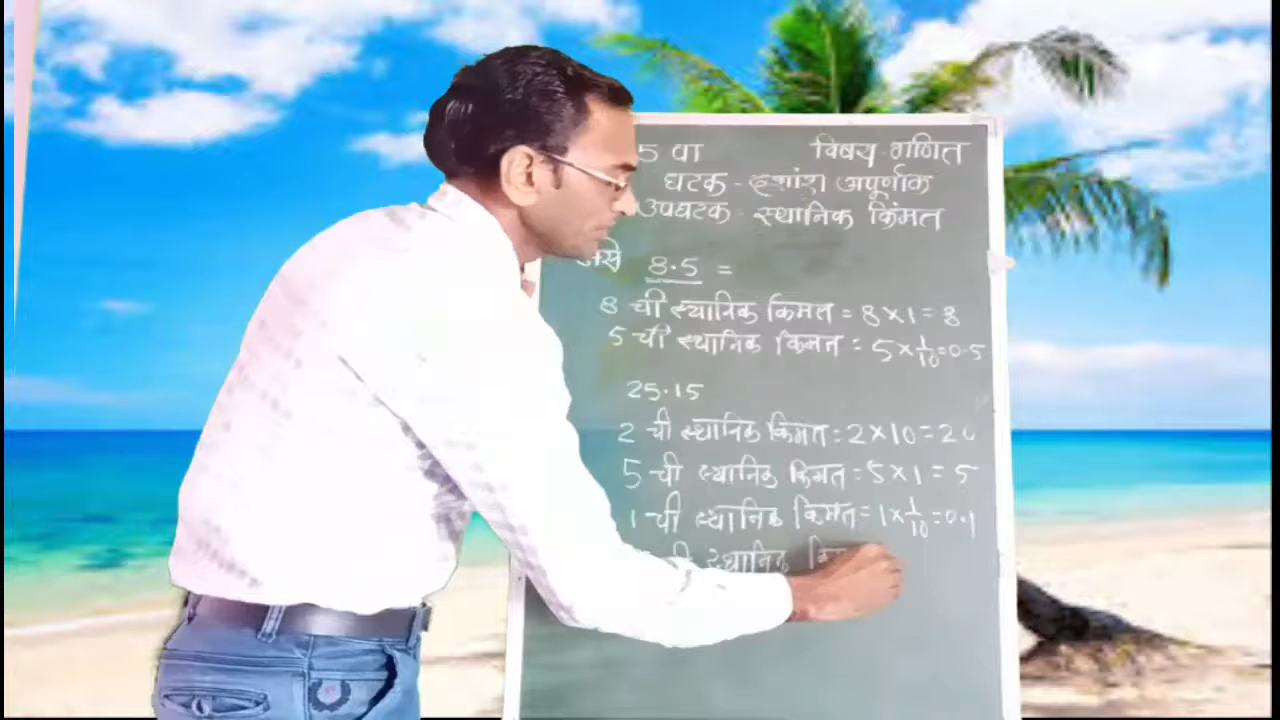 5 वा विषय - गणित
घटक - दशांश अपूर्णांक
उपघटक - स्थानिक किंमत
8.5 =
8 ची स्थानिक किंमत = 8 × 1 = 8
5 ची स्थानिक किंमत = 5 × 1/10 = 0.5
25.15
2 ची स्थानिक किंमत = 2 × 10 = 20
5 ची स्थानिक किंमत = 5 × 1 = 5
1 ची स्थानिक किंमत = 1 × 1/10 = 0.1
ची स्थानिक